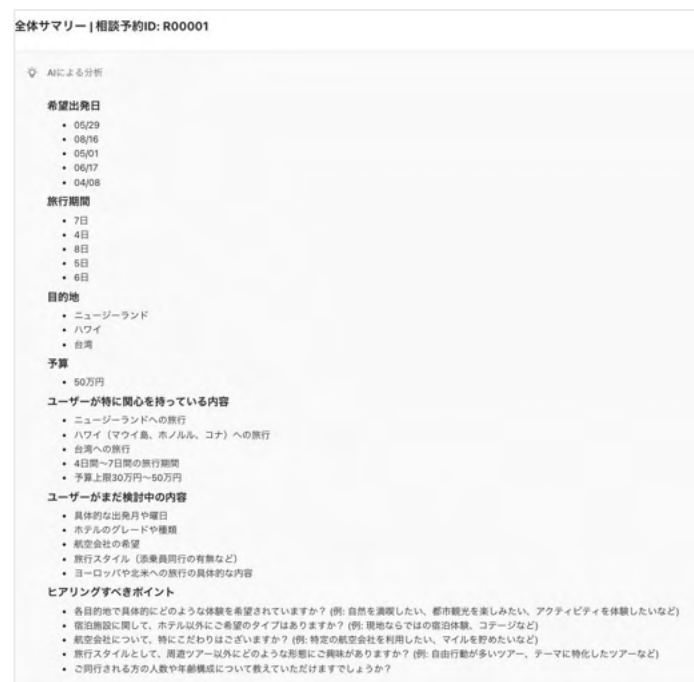 全体サマリー | 相談予約ID: R00001
AIによる分析
希望出発日
• 05/29
• 08/16
• 05/01
• 06/17
• 04/08
旅行期間
• 7日
• 4日
• 8日
• 5日
• 6日
目的地
• ニュージーランド
• ハワイ
• 台湾
予算
• 50万円
ユーザーが特に関心を持っている内容
• ニュージーランドへの旅行
• ハワイ（マウイ島、ホノルル、コナ）への旅行
• 台湾への旅行
• 4日間〜7日間の旅行期間
• 予算上限30万円〜50万円
ユーザーがまだ検討中の内容
• 具体的な出発月や曜日
• ホテルのグレードや種類
• 航空会社の希望
• 旅行スタイル（添乗員同行の有無など）
• ヨーロッパや北米への旅行の具体的な内容
ヒアリングすべきポイント
• 各目的地で具体的にどのような体験を希望されていますか？ (例: 自然を満喫したい、都市観光を楽しみたい、アクティビティを体験したいなど)
• 宿泊施設に関して、ホテル以外にご希望のタイプはありますか？ (例: 現地ならではの宿泊体験、コテージなど)
• 航空会社について、特にこだわりはございますか？ (例: 特定の航空会社を利用したい、マイルを貯めたいなど)
• 旅行スタイルとして、周遊ツアー以外にどのような形態にご興味がありますか？ (例: 自由行動が多いツアー、テーマに特化したツアーなど)
• ご同行される方の人数や年齢構成について教えていただけますでしょうか？